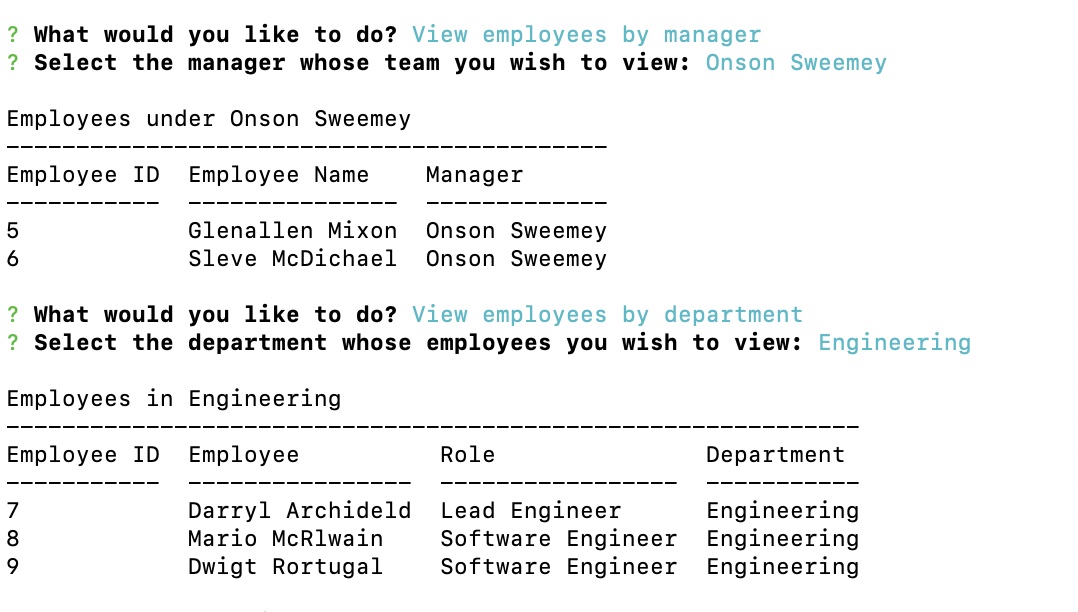 ? What would you like to do? View employees by manager
? Select the manager whose team you wish to view: Onson Sweemey
Employees under Onson Sweemey
-------------------------------------------
Employee ID  Employee Name    Manager
-----------  ---------------  -------------
5            Glenallen Mixon  Onson Sweemey
6            Sleve McDichael  Onson Sweemey
? What would you like to do? View employees by department
? Select the department whose employees you wish to view: Engineering
Employees in Engineering
-------------------------------------------------------------
Employee ID  Employee          Role               Department
-----------  ----------------  -----------------  -----------
7            Darryl Archideld  Lead Engineer      Engineering
8            Mario McRlwain    Software Engineer  Engineering
9            Dwigt Rortugal    Software Engineer  Engineering